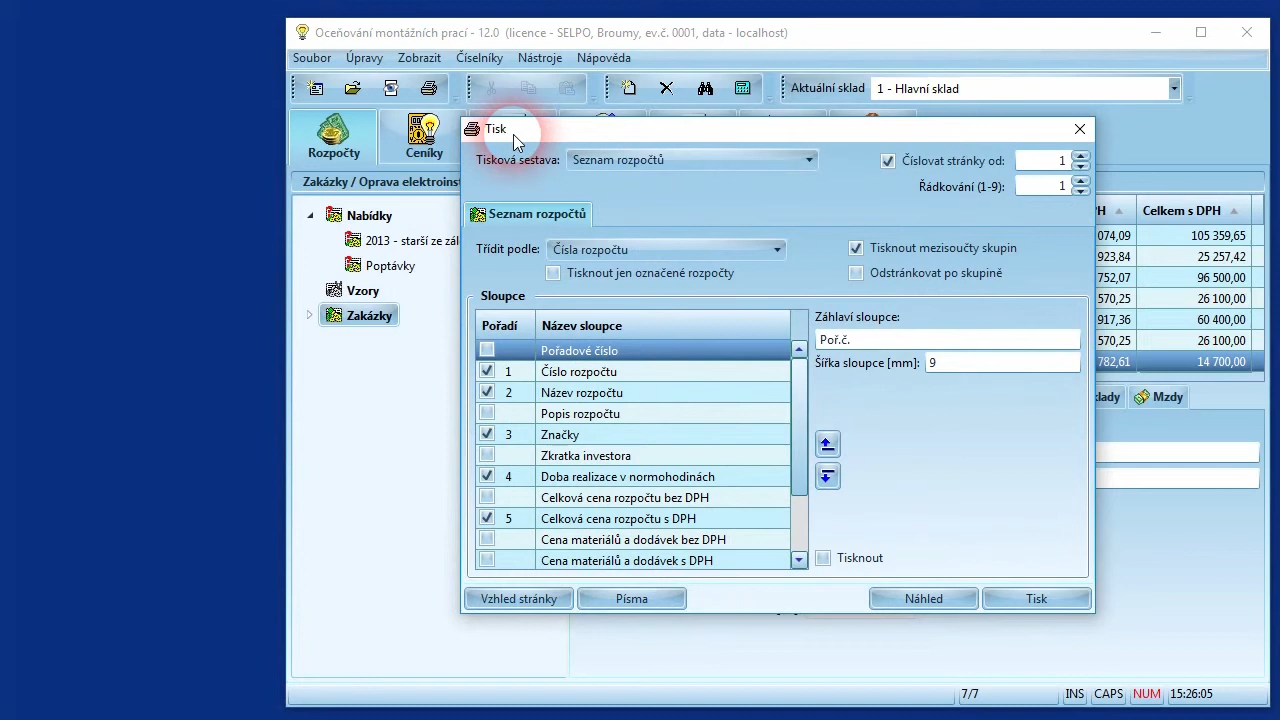 Oceňování montážních prací - 12.0 (licence - SELPO, Broumy, ev.č. 0001, data - localhost)
Soubor Úpravy Zobrazit Číselníky Nástroje Nápověda
Aktuální sklad 1 - Hlavní sklad
Rozpočty Ceníky
Zakázky / Oprava elektroinst
Nabídky
2013 - starší ze zál
Poptávky
Vzory
Zakázky
Tisk
Tisková sestava: Seznam rozpočtů
Číslovat stránky od: 1
Řádkování (1-9): 1
Seznam rozpočtů
Třídit podle: Čísla rozpočtu
Tisknout mezisoučty skupin
Tisknout jen označené rozpočty
Odstránkovat po skupině
Sloupce
Pořadí Název sloupce
Pořadové číslo
1 Číslo rozpočtu
2 Název rozpočtu
Popis rozpočtu
3 Značky
Zkratka investora
4 Doba realizace v normohodinách
Celková cena rozpočtu bez DPH
5 Celková cena rozpočtu s DPH
Cena materiálů a dodávek bez DPH
Cena materiálů a dodávek s DPH
Záhlaví sloupce:
Poř.č.
Šířka sloupce [mm]: 9
Tisknout
Vzhled stránky Písma Náhled Tisk
PH Celkem s DPH
074,09 105 359,65
923,84 25 257,42
752,07 96 500,00
570,25 26 100,00
917,36 60 400,00
570,25 26 100,00
782,61 14 700,00
klady Mzdy
7/7 INS CAPS NUM 15:26:05